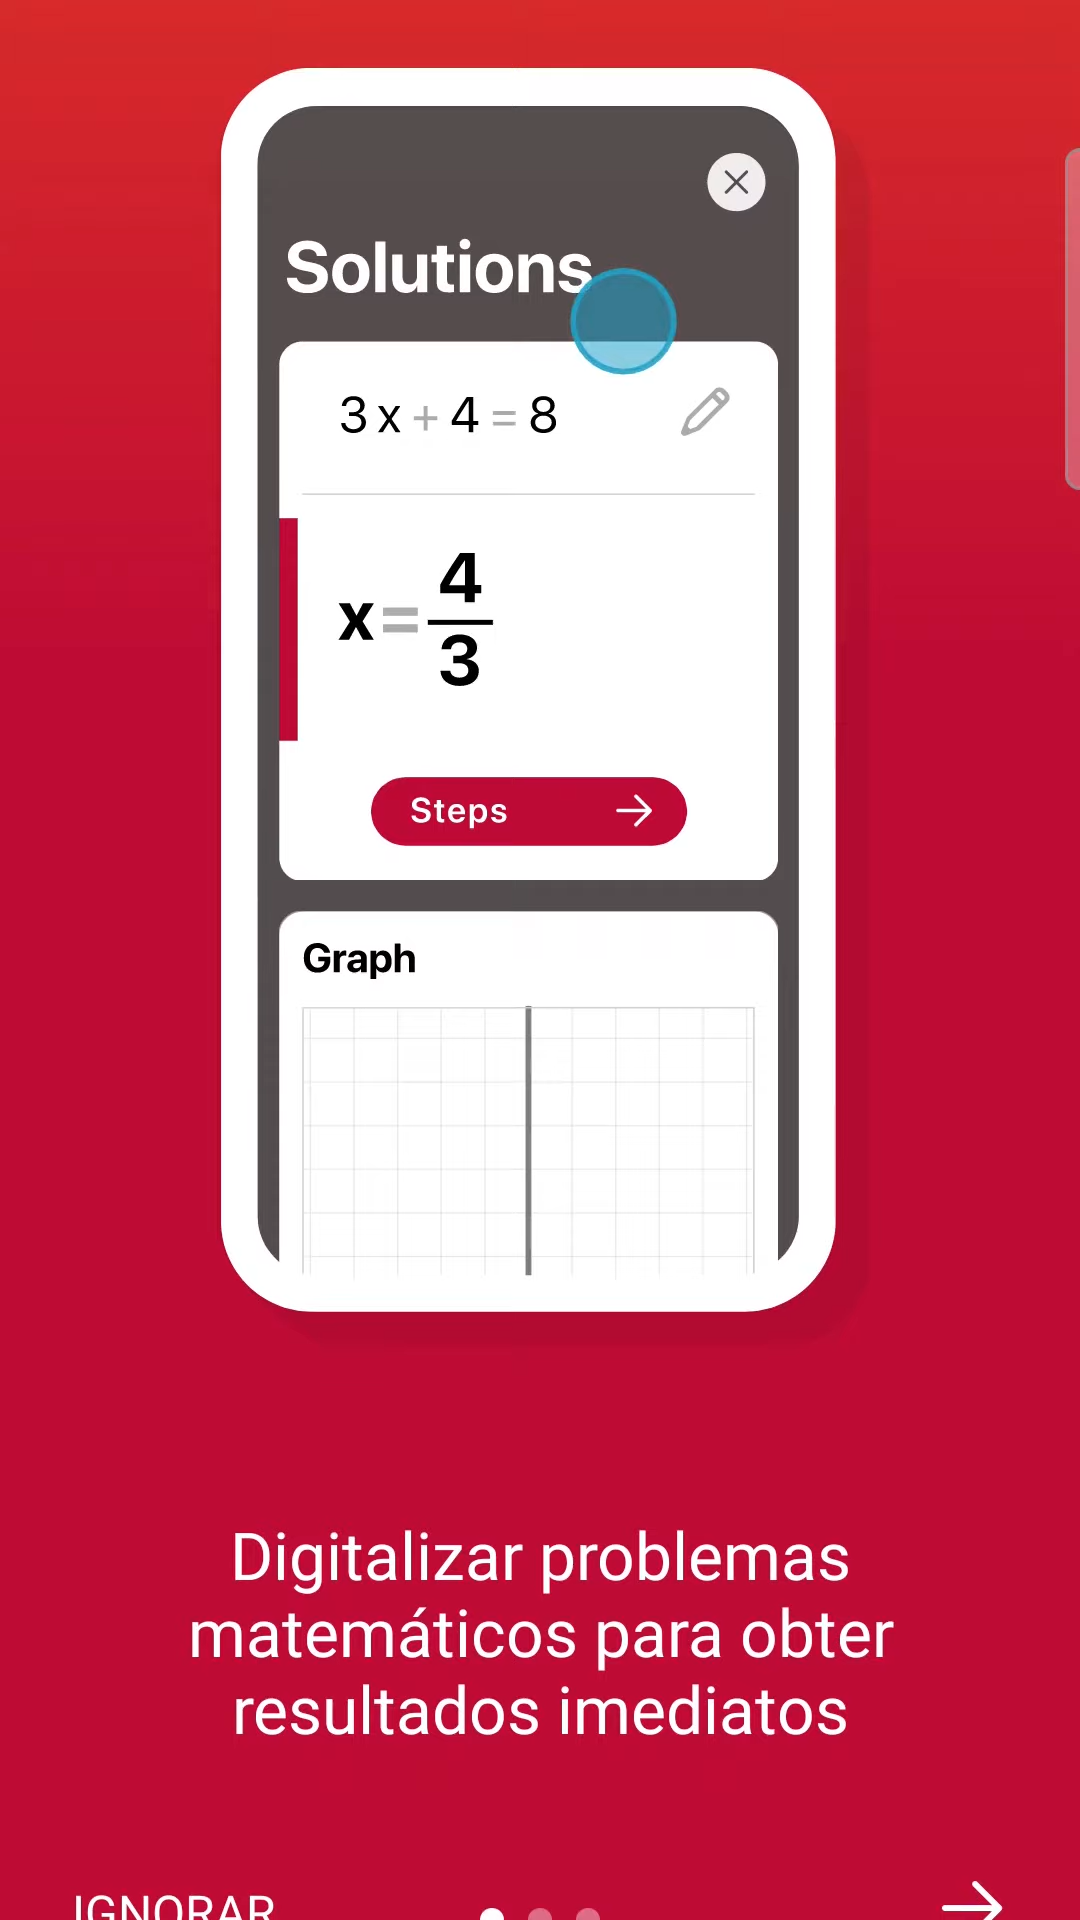 Solutions
3x + 4 = 8
x = 4/3
Steps
Graph
Digitalizar problemas
matemáticos para obter
resultados imediatos
IGNORAR